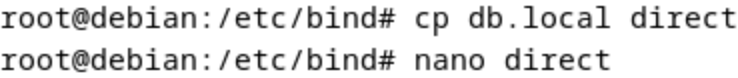 root@debian:/etc/bind# cp db.local direct
root@debian:/etc/bind# nano direct